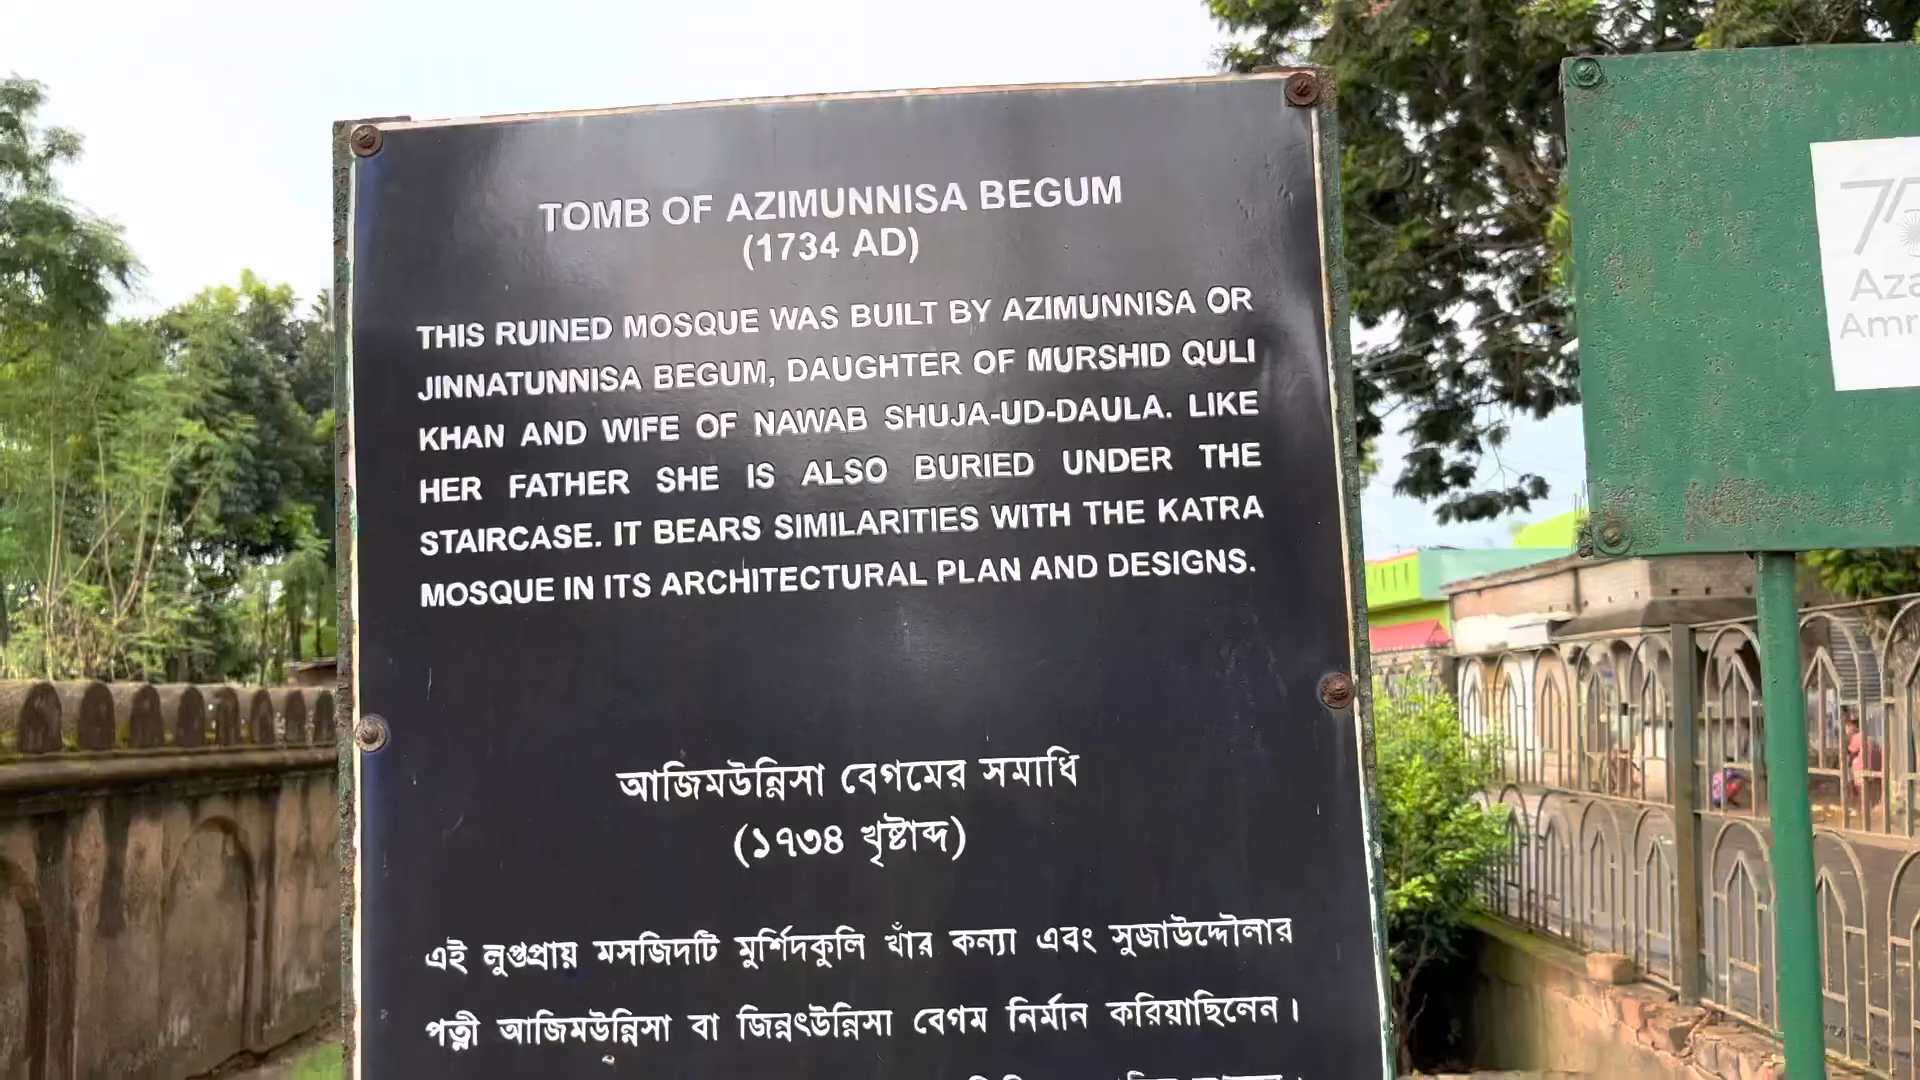 TOMB OF AZIMUNNISA BEGUM
(1734 AD)
THIS RUINED MOSQUE WAS BUILT BY AZIMUNNISA OR
JINNATUNNISA BEGUM, DAUGHTER OF MURSHID QULI
KHAN AND WIFE OF NAWAB SHUJA-UD-DAULA. LIKE
HER FATHER SHE IS ALSO BURIED UNDER THE
STAIRCASE. IT BEARS SIMILARITIES WITH THE KATRA
MOSQUE IN ITS ARCHITECTURAL PLAN AND DESIGNS.
আজিমউন্নিসা বেগমের সমাধি
(১৭৩৪ খৃষ্টাব্দ)
এই লুপ্তপ্রায় মসজিদটি মুর্শিদকুলি খাঁর কন্যা এবং সুজাউদ্দৌলার
পত্নী আজিমউন্নিসা বা জিন্নৎউন্নিসা বেগম নির্মান করিয়াছিলেন।
75
Aza
Amr